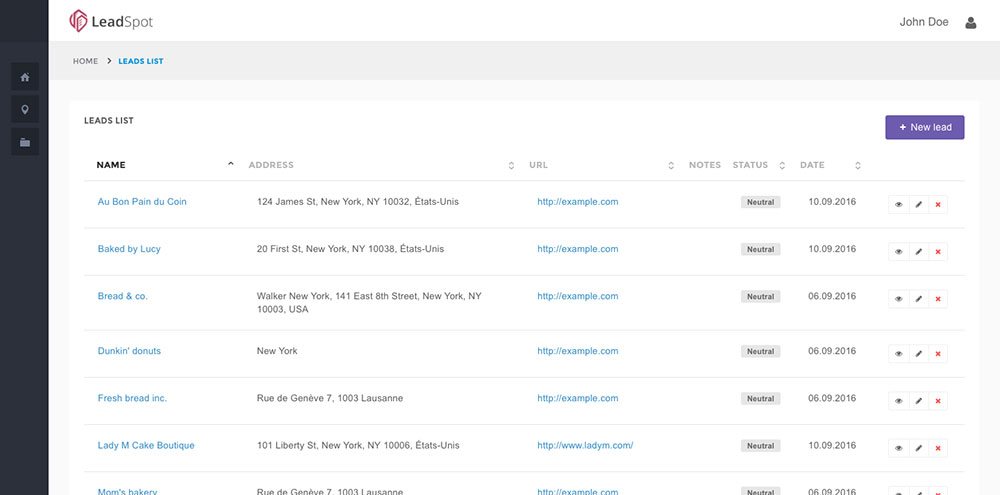 LeadSpot
John Doe
HOME > LEADS LIST
LEADS LIST
+ New lead
NAME ADDRESS URL NOTES STATUS DATE
Au Bon Pain du Coin 124 James St, New York, NY 10032, États-Unis http://example.com Neutral 10.09.2016
Baked by Lucy 20 First St, New York, NY 10038, États-Unis http://example.com Neutral 10.09.2016
Bread & co. Walker New York, 141 East 8th Street, New York, NY http://example.com Neutral 06.09.2016
10003, USA
Dunkin' donuts New York http://example.com Neutral 06.09.2016
Fresh bread inc. Rue de Genève 7, 1003 Lausanne http://example.com Neutral 06.09.2016
Lady M Cake Boutique 101 Liberty St, New York, NY 10006, États-Unis http://www.ladym.com/ Neutral 10.09.2016
Mom's bakery Rue de Genève 7, 1003 Lausanne http://example.com Neutral 06.09.2016